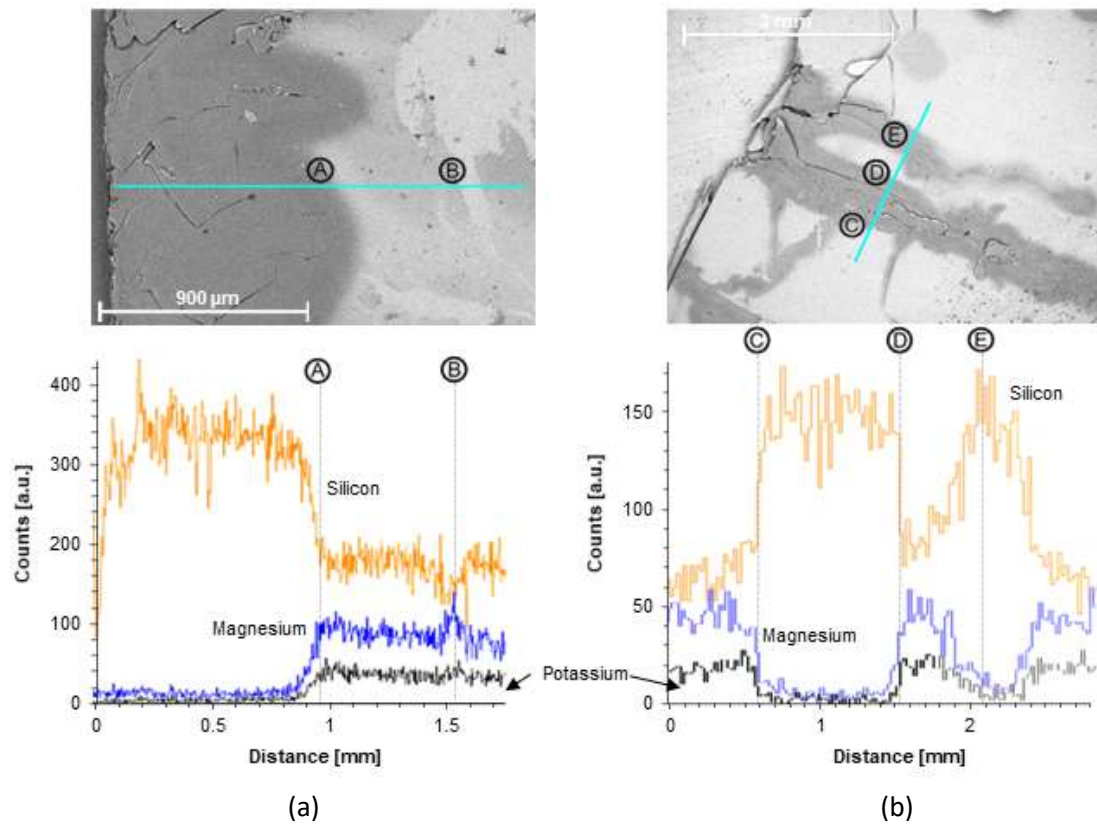 A
B
900 µm
3 mm
E
D
C
A
B
400
300
200
100
0
Counts [a.u.]
Silicon
Magnesium
0
0.5
1
1.5
Distance [mm]
Potassium
C
D
E
150
100
50
0
Counts [a.u.]
Silicon
Magnesium
0
1
2
Distance [mm]
(a)
(b)